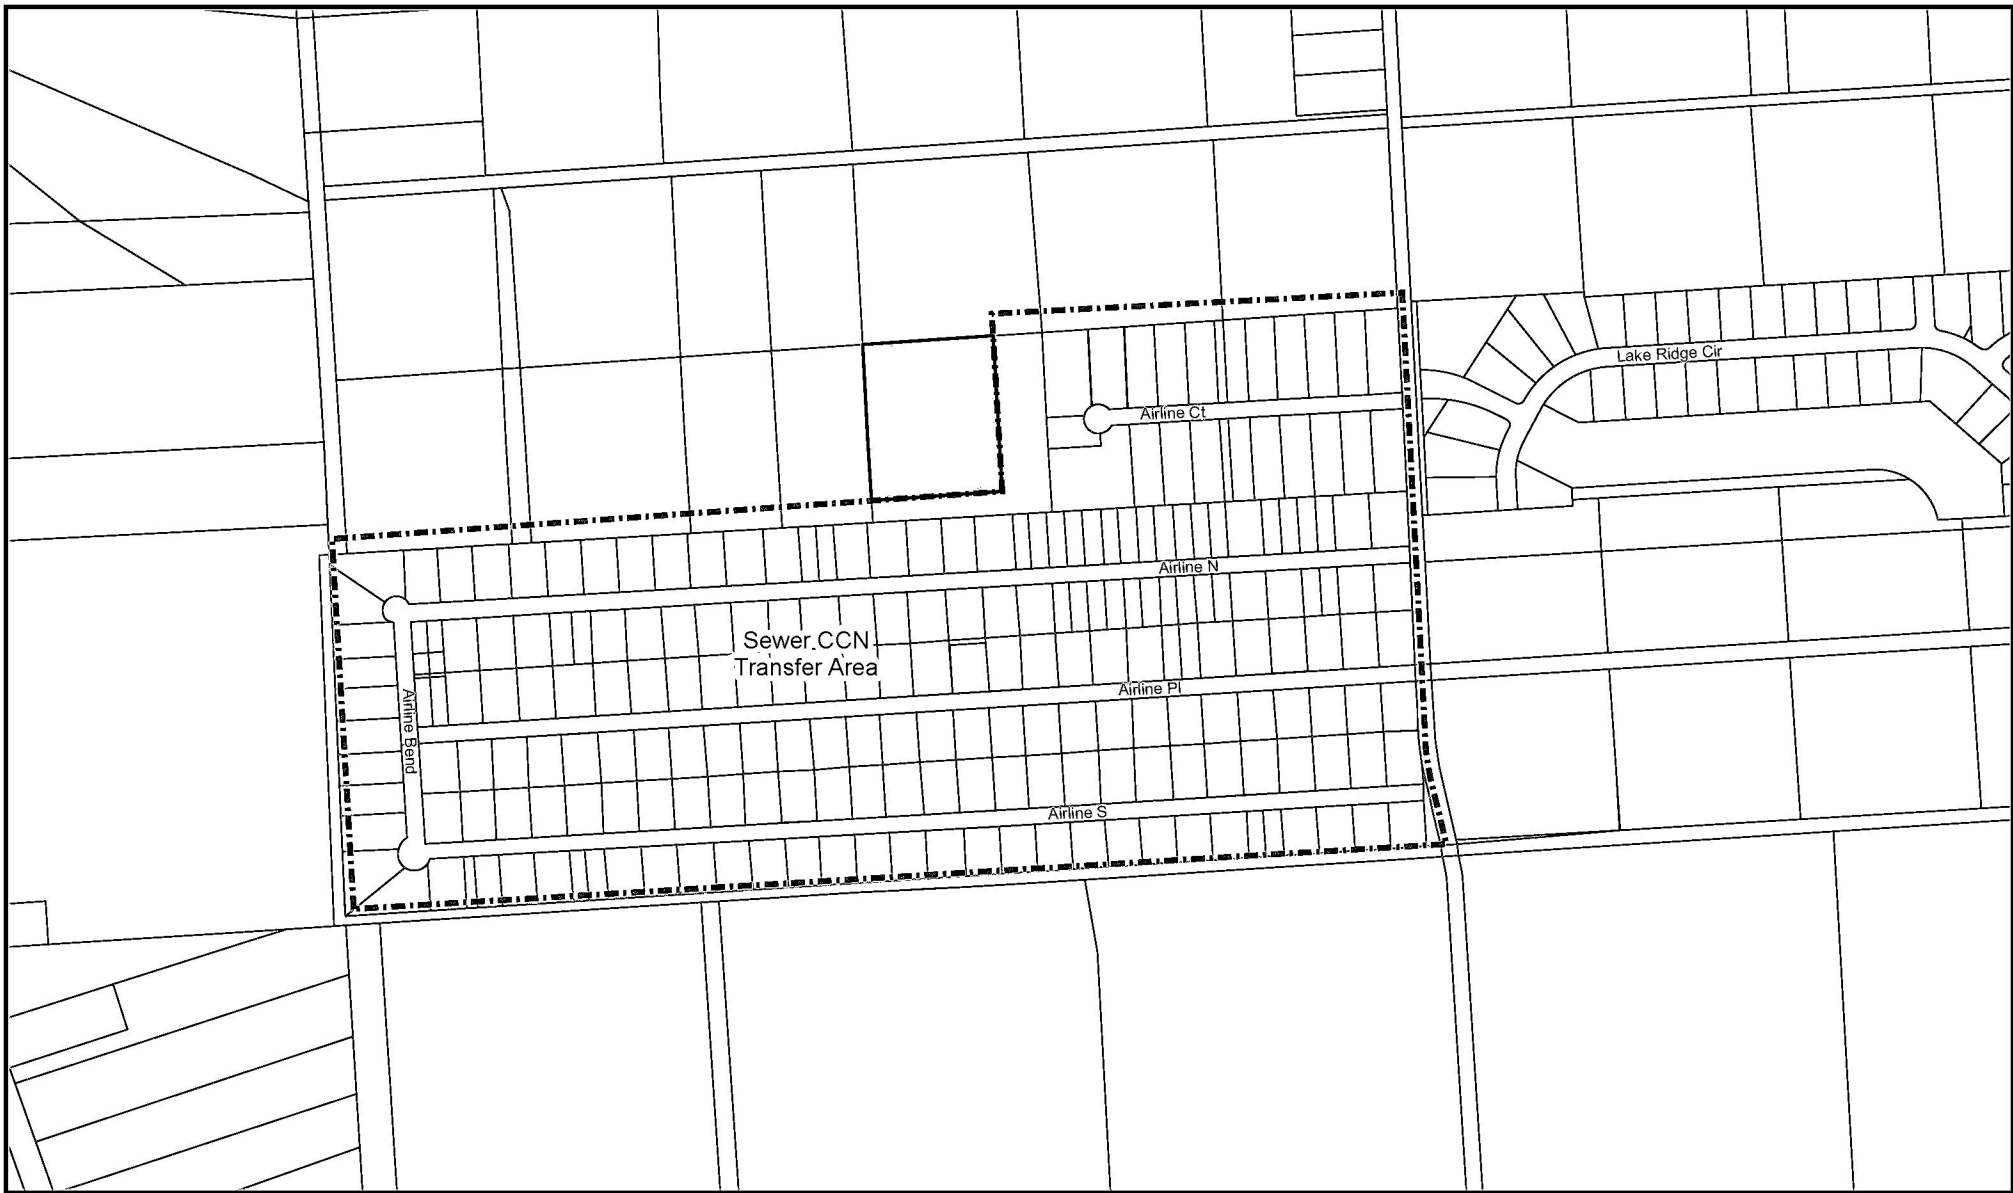 Lake Ridge Cir
Airline Ct
Airline N
Sewer CCN
Transfer Area
Airline Pl
Airline Bend
Airline S